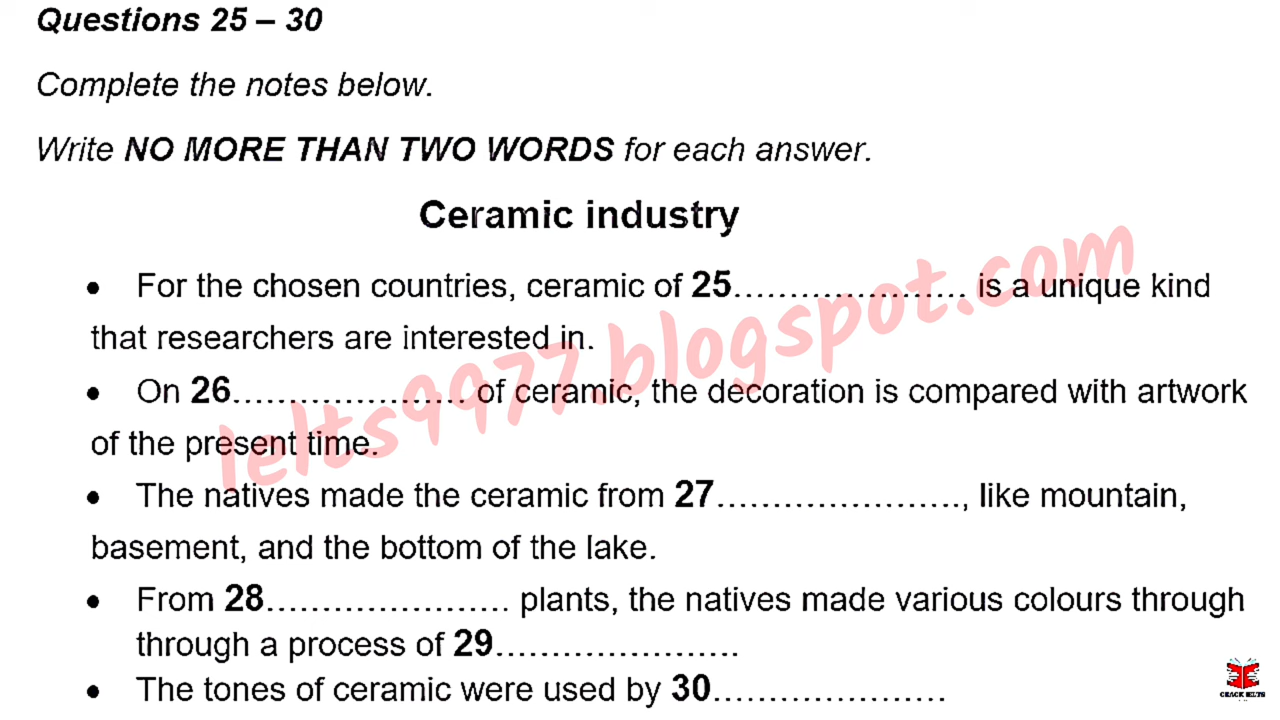 Questions 25 – 30
Complete the notes below.
Write NO MORE THAN TWO WORDS for each answer.
Ceramic industry
• For the chosen countries, ceramic of 25………………… is a unique kind
that researchers are interested in.
• On 26………………… of ceramic, the decoration is compared with artwork
of the present time.
• The natives made the ceramic from 27…………………, like mountain,
basement, and the bottom of the lake.
• From 28………………… plants, the natives made various colours through
through a process of 29………………….
• The tones of ceramic were used by 30…………………
Ielts9977.blogspot.com
CRACK IELTS